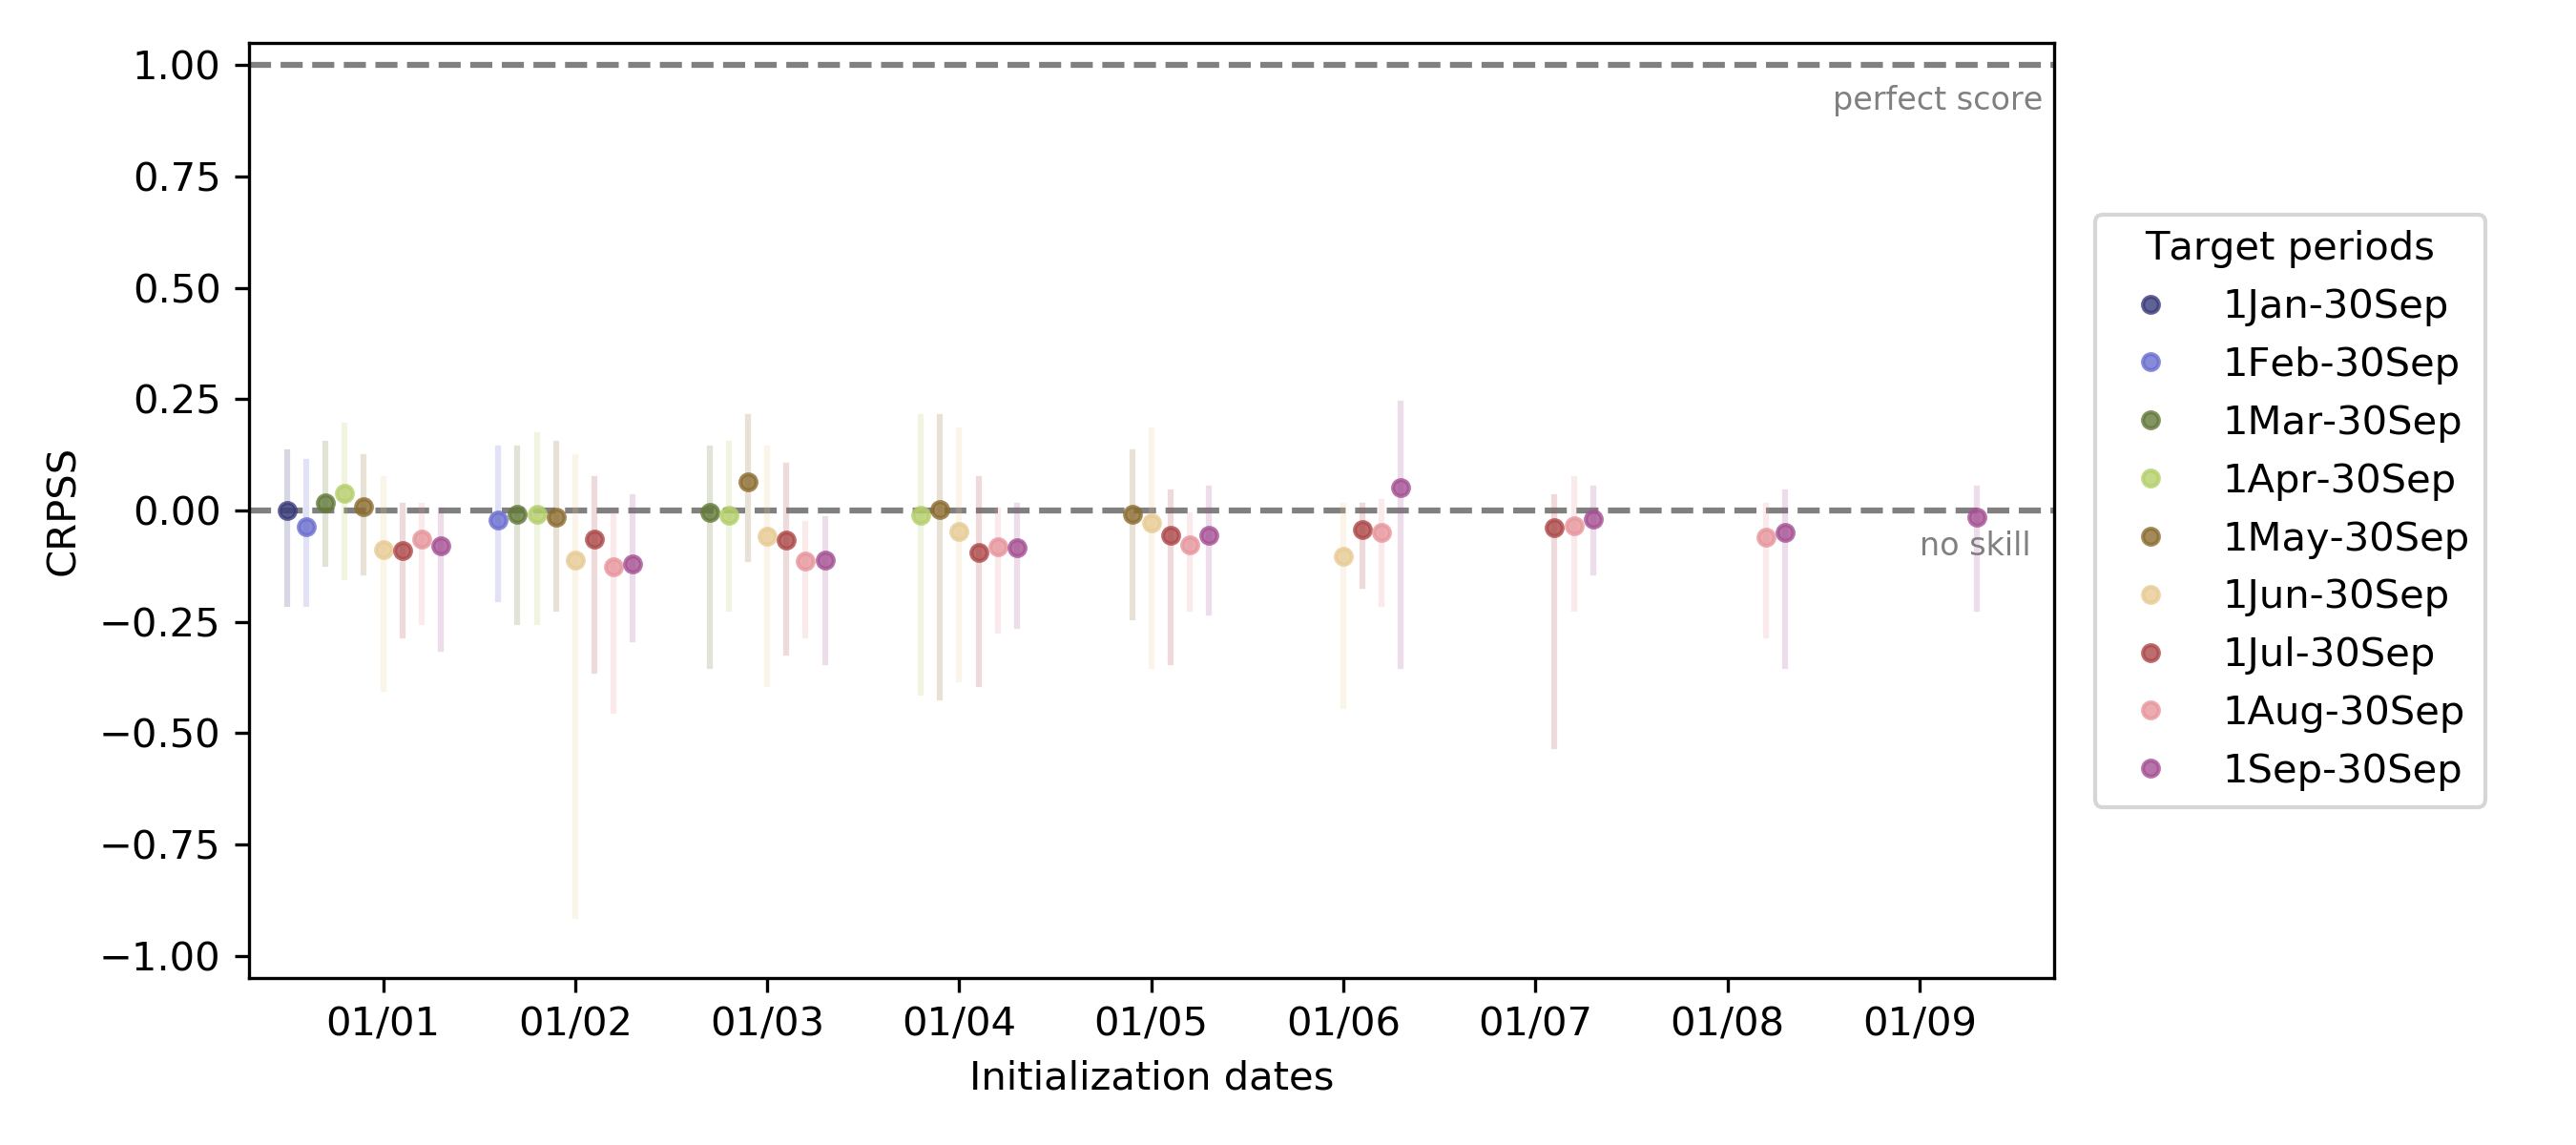 1.00
0.75
0.50
0.25
0.00
−0.25
−0.50
−0.75
−1.00
CRPSS
perfect score
no skill
01/01 01/02 01/03 01/04 01/05 01/06 01/07 01/08 01/09
Initialization dates
Target periods
1Jan-30Sep
1Feb-30Sep
1Mar-30Sep
1Apr-30Sep
1May-30Sep
1Jun-30Sep
1Jul-30Sep
1Aug-30Sep
1Sep-30Sep